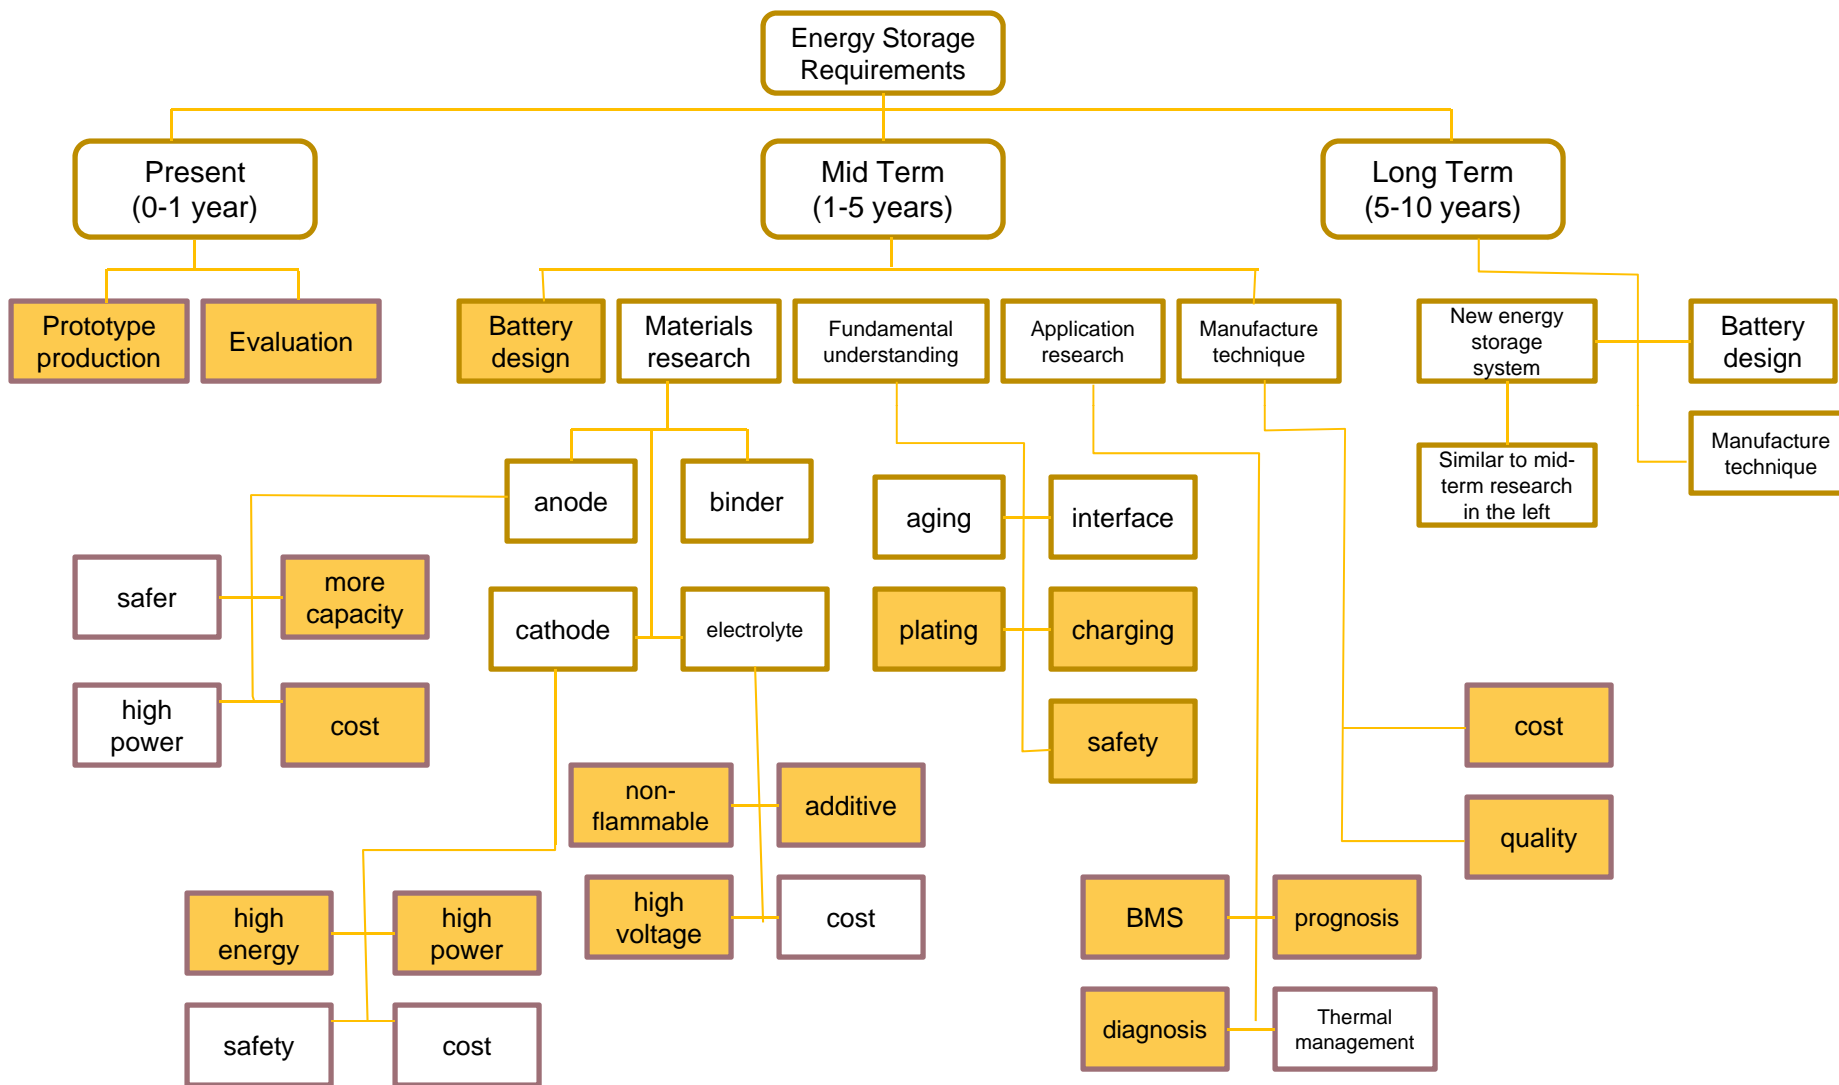 Energy Storage
Requirements
Present
(0-1 year)
Mid Term
(1-5 years)
Long Term
(5-10 years)
Prototype
production
Evaluation
Battery
design
Materials
research
Fundamental
understanding
Application
research
Manufacture
technique
New energy
storage
system
Battery
design
Manufacture
technique
Similar to mid-
term research
in the left
anode
binder
aging
interface
safer
more
capacity
cathode
electrolyte
plating
charging
high
power
cost
safety
cost
non-
flammable
additive
quality
high
energy
high
power
high
voltage
cost
BMS
prognosis
safety
cost
diagnosis
Thermal
management